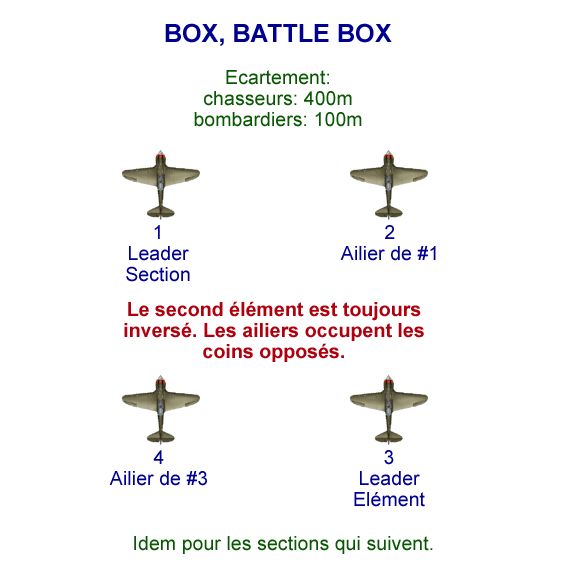 BOX, BATTLE BOX
Ecartement:
chasseurs: 400m
bombardiers: 100m
1
Leader
Section
2
Ailier de #1
Le second élément est toujours
inversé. Les ailiers occupent les
coins opposés.
4
Ailier de #3
3
Leader
Elément
Idem pour les sections qui suivent.